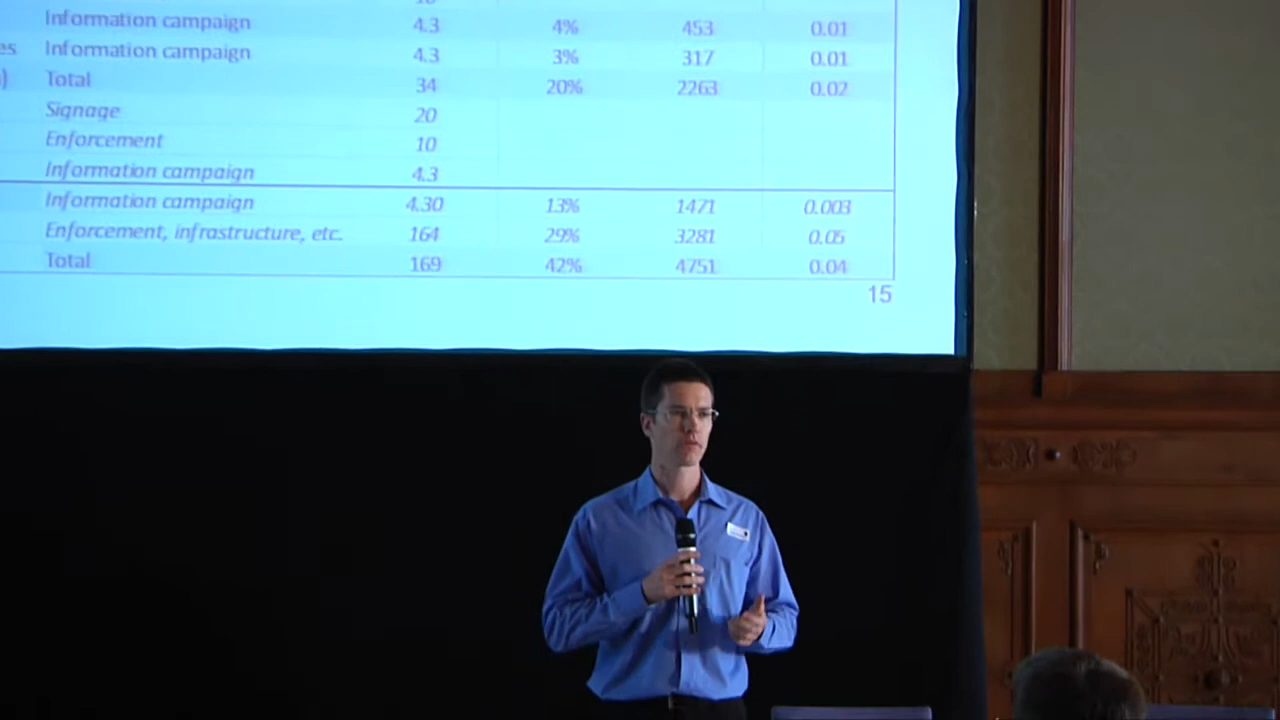 Information campaign 4.3 4% 453 0.01
es Information campaign 4.3 3% 317 0.01
) Total 34 20% 2263 0.02
Signage 20
Enforcement 10
Information campaign 4.3
Information campaign 4.30 13% 1471 0.003
Enforcement, infrastructure, etc. 164 29% 3281 0.05
Total 169 42% 4751 0.04
15